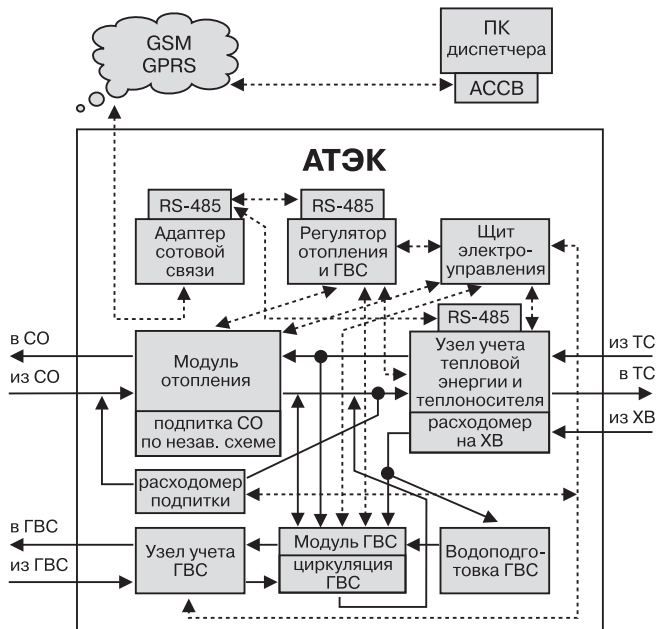 GSM
GPRS
ПК
диспетчера
АССВ
АТЭК
RS-485
Адаптер
сотовой
связи
RS-485
Регулятор
отопления
и ГВС
Щит
электро-
управления
RS-485
Узел учета
тепловой
энергии и
теплоносителя
расходомер
на ХВ
в СО
из СО
Модуль
отопления
подпитка СО
по незав. схеме
расходомер
подпитки
из ТС
в ТС
из ХВ
в ГВС
из ГВС
Узел учета
ГВС
Модуль ГВС
циркуляция
ГВС
Водоподго-
товка ГВС